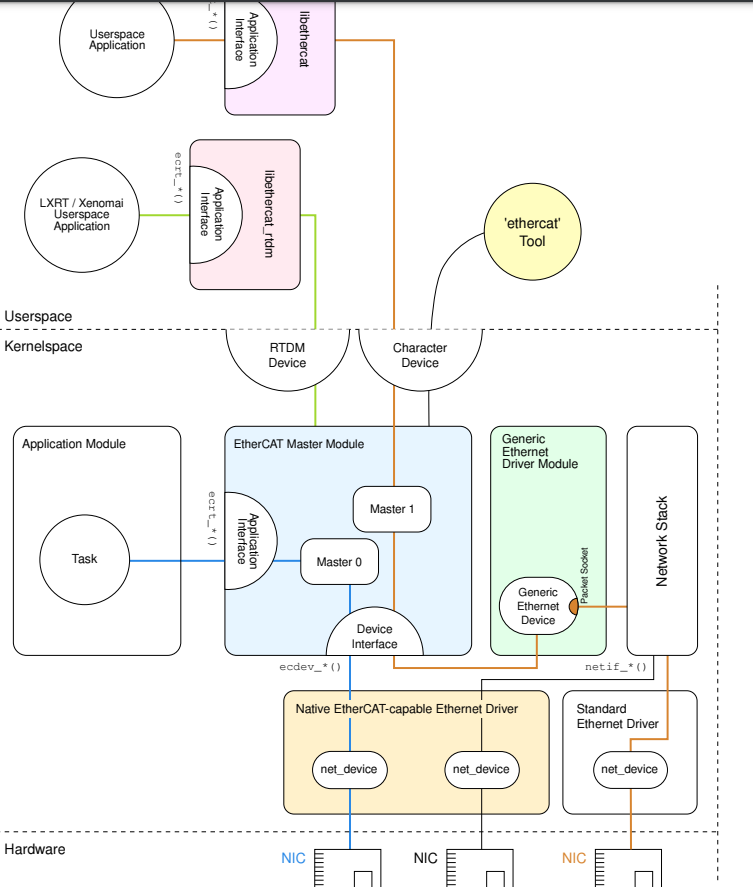 Userspace
Application
_*()
Application
Interface
libethercat
LXRT / Xenomai
Userspace
Application
ecrt_*()
Application
Interface
libethercat_rtdm
'ethercat'
Tool
Userspace
Kernelspace
RTDM
Device
Character
Device
Application Module
Task
EtherCAT Master Module
ecrt_*()
Application
Interface
Master 1
Master 0
Device
Interface
Generic
Ethernet
Driver Module
Generic
Ethernet
Device
Packet Socket
Network Stack
ecdev_*()
netif_*()
Native EtherCAT-capable Ethernet Driver
net_device
net_device
Standard
Ethernet Driver
net_device
Hardware
NIC
NIC
NIC